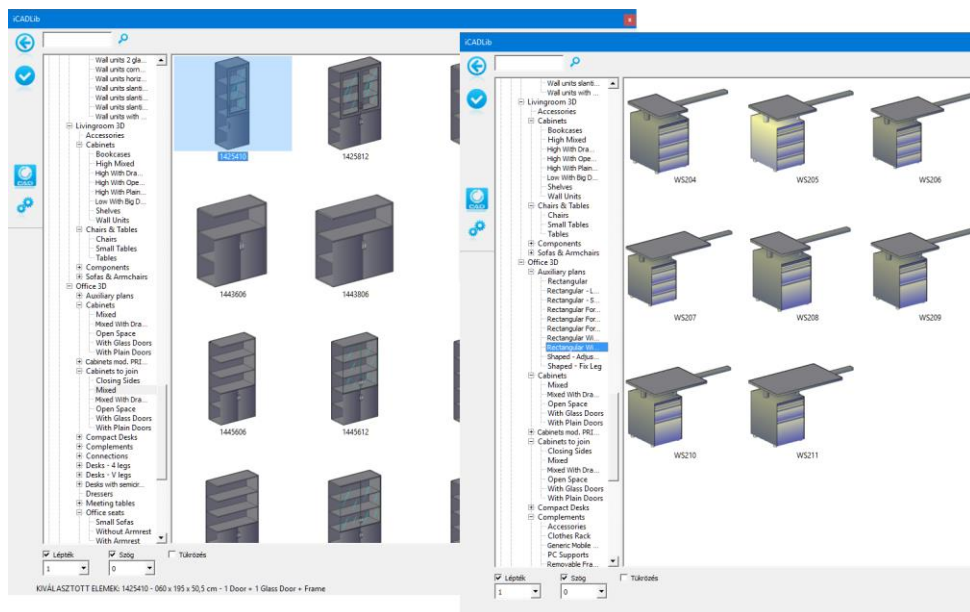 iCADLib
Wall units 2 gla...
Wall units corn...
Wall units horiz...
Wall units slanti...
Wall units slanti...
Wall units slanti...
Wall units with ...
Livingroom 3D
Accessories
Cabinets
Bookcases
High Mixed
High With Dra...
High With Ope...
High With Plain...
Low With Big D...
Shelves
Wall Units
Chairs & Tables
Chairs
Small Tables
Tables
Components
Sofas & Armchairs
Office 3D
Auxiliary plans
Cabinets
Mixed
Mixed With Dra...
Open Space
With Glass Doors
With Plain Doors
Cabinets mod. PRI...
Cabinets to join
Closing Sides
Mixed
Mixed With Dra...
Open Space
With Glass Doors
With Plain Doors
Compact Desks
Complements
Connections
Desks - 4 legs
Desks - V legs
Desks with semicir...
Dressers
Meeting tables
Office seats
Small Sofas
Without Armrest
With Armrest
CAD
1425410 1425812
1443606 1443806
1445606 1445612
Lépték Szög Tükrözés
1 0
KIVÁLASZTOTT ELEMEK: 1425410 - 060 x 195 x 50,5 cm - 1 Door + 1 Glass Door + Frame
iCADLib
Wall units slanti...
Wall units with ...
Livingroom 3D
Accessories
Cabinets
Bookcases
High Mixed
High With Dra...
High With Ope...
High With Plain...
Low With Big D...
Shelves
Wall Units
Chairs & Tables
Chairs
Small Tables
Tables
Components
Sofas & Armchairs
Office 3D
Auxiliary plans
Rectangular
Rectangular - L...
Rectangular - S...
Rectangular For...
Rectangular For...
Rectangular For...
Rectangular Wi...
Rectangular Wi...
Shaped - Adjus...
Shaped - Fix Leg
Cabinets
Mixed
Mixed With Dra...
Open Space
With Glass Doors
With Plain Doors
Cabinets mod. PRI...
Cabinets to join
Closing Sides
Mixed
Mixed With Dra...
Open Space
With Glass Doors
With Plain Doors
Compact Desks
Complements
Accessories
Clothes Rack
Generic Mobile ...
PC Supports
Removable Fra...
CAD
WS204 WS205 WS206
WS207 WS208 WS209
WS210 WS211
Lépték Szög Tükrözés
1 0